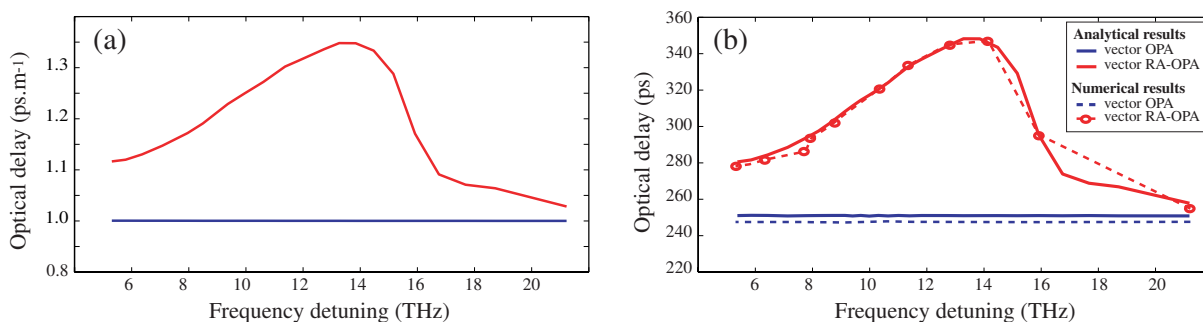 (a)
Optical delay (ps.m-1)
1.3
1.2
1.1
1.0
0.8
6 8 10 12 14 16 18 20
Frequency detuning (THz)
(b)
Optical delay (ps)
360
340
320
300
280
260
240
220
6 8 10 12 14 16 18 20
Frequency detuning (THz)
Analytical results
vector OPA
vector RA-OPA
Numerical results
vector OPA
vector RA-OPA